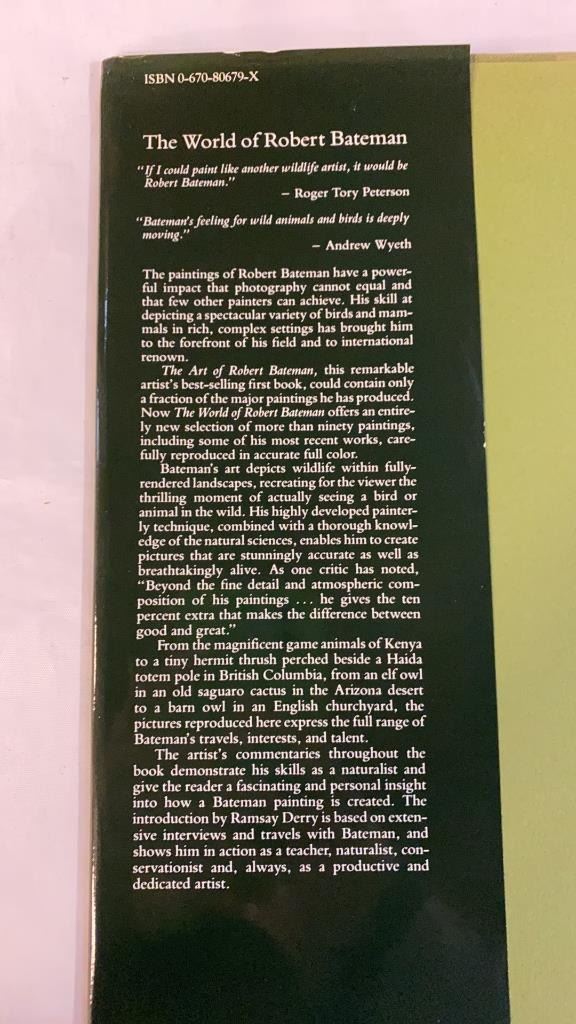 ISBN 0-670-80679-X
The World of Robert Bateman
"If I could paint like another wildlife artist, it would be
Robert Bateman."
– Roger Tory Peterson
"Bateman's feeling for wild animals and birds is deeply
moving."
– Andrew Wyeth
The paintings of Robert Bateman have a power-
ful impact that photography cannot equal and
that few other painters can achieve. His skill at
depicting a spectacular variety of birds and mam-
mals in rich, complex settings has brought him
to the forefront of his field and to international
renown.
The Art of Robert Bateman, this remarkable
artist's best-selling first book, could contain only
a fraction of the major paintings he has produced.
Now The World of Robert Bateman offers an entire-
ly new selection of more than ninety paintings,
including some of his most recent works, care-
fully reproduced in accurate full color.
Bateman's art depicts wildlife within fully-
rendered landscapes, recreating for the viewer the
thrilling moment of actually seeing a bird or
animal in the wild. His highly developed painter-
ly technique, combined with a thorough knowl-
edge of the natural sciences, enables him to create
pictures that are stunningly accurate as well as
breathtakingly alive. As one critic has noted,
"Beyond the fine detail and atmospheric com-
position of his paintings ... he gives the ten
percent extra that makes the difference between
good and great."
From the magnificent game animals of Kenya
to a tiny hermit thrush perched beside a Haida
totem pole in British Columbia, from an elf owl
in an old saguaro cactus in the Arizona desert
to a barn owl in an English churchyard, the
pictures reproduced here express the full range of
Bateman's travels, interests, and talent.
The artist's commentaries throughout the
book demonstrate his skills as a naturalist and
give the reader a fascinating and personal insight
into how a Bateman painting is created. The
introduction by Ramsay Derry is based on exten-
sive interviews and travels with Bateman, and
shows him in action as a teacher, naturalist, con-
servationist and, always, as a productive and
dedicated artist.